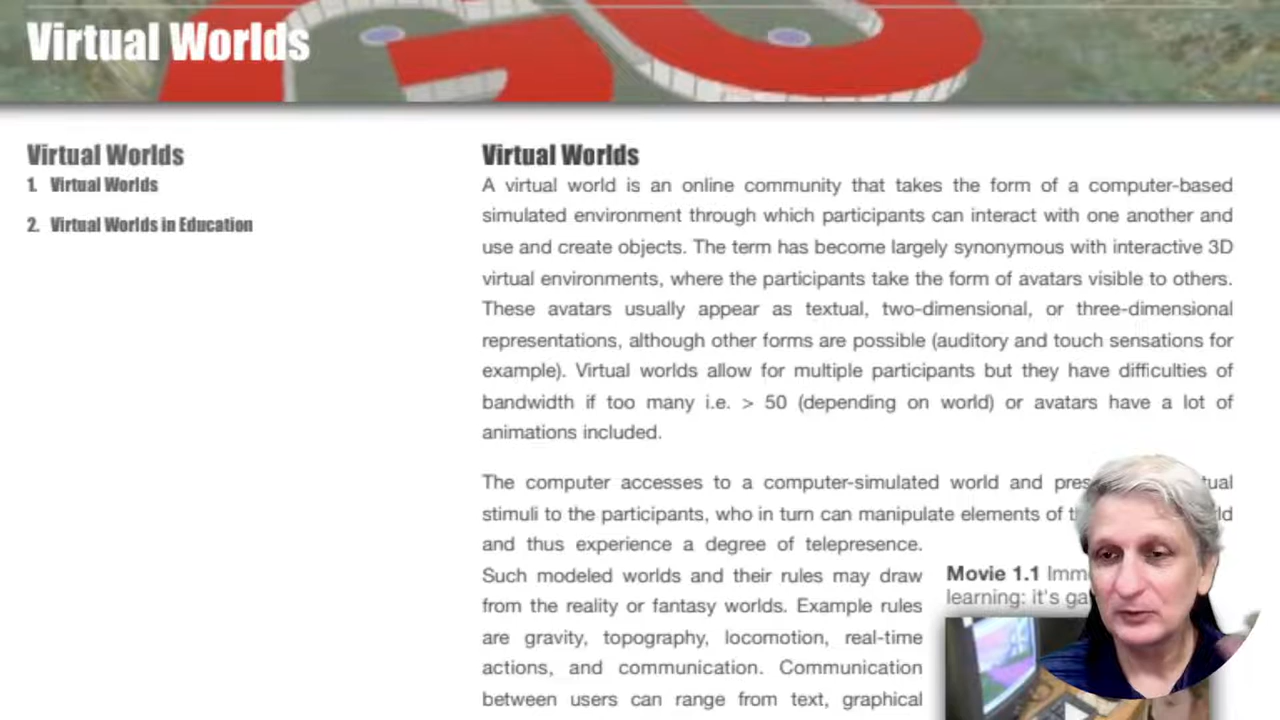 Virtual Worlds
Virtual Worlds
1. Virtual Worlds
2. Virtual Worlds in Education
Virtual Worlds
A virtual world is an online community that takes the form of a computer-based
simulated environment through which participants can interact with one another and
use and create objects. The term has become largely synonymous with interactive 3D
virtual environments, where the participants take the form of avatars visible to others.
These avatars usually appear as textual, two-dimensional, or three-dimensional
representations, although other forms are possible (auditory and touch sensations for
example). Virtual worlds allow for multiple participants but they have difficulties of
bandwidth if too many i.e. > 50 (depending on world) or avatars have a lot of
animations included.
The computer accesses to a computer-simulated world and
stimuli to the participants, who in turn can manipulate elements of
and thus experience a degree of telepresence.
Such modeled worlds and their rules may draw
from the reality or fantasy worlds. Example rules
are gravity, topography, locomotion, real-time
actions, and communication. Communication
between users can range from text, graphical
Movie 1.1
learning: it's